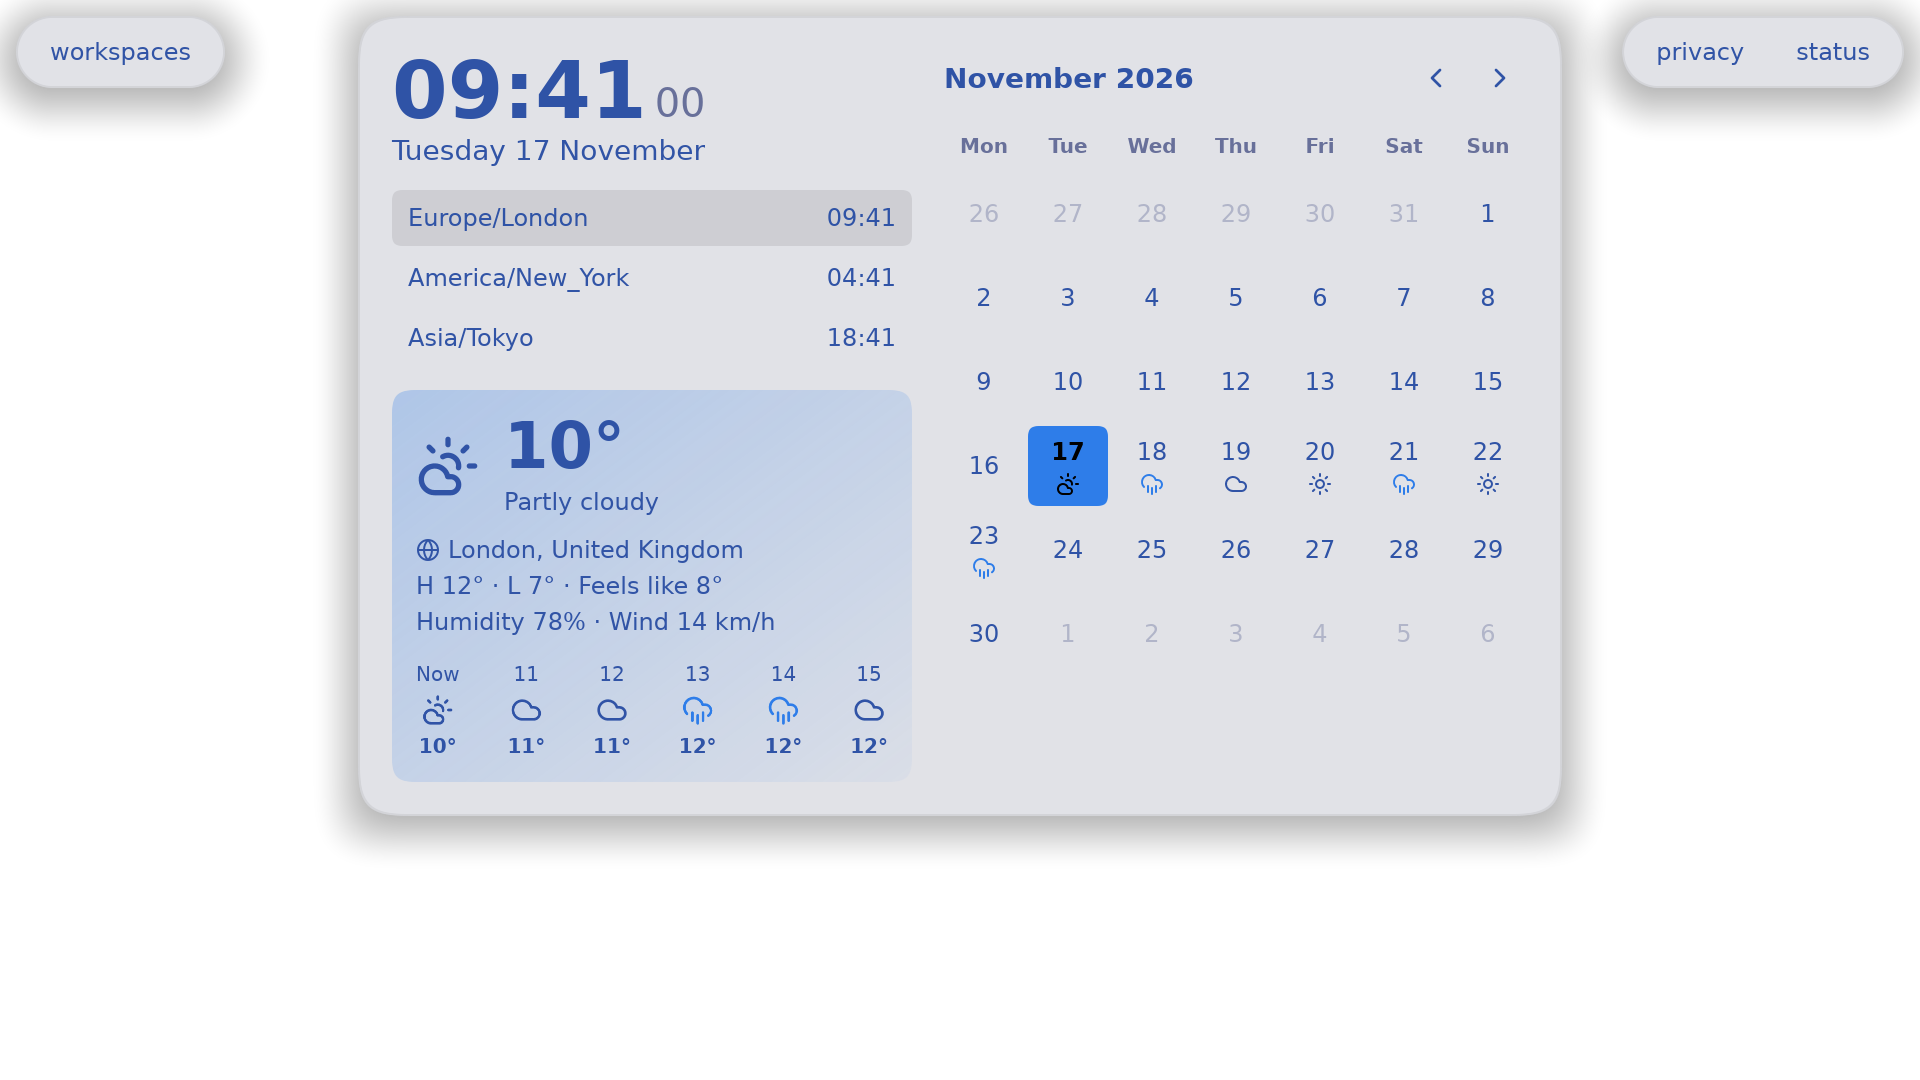 workspaces
09:41 00
Tuesday 17 November
Europe/London 09:41
America/New_York 04:41
Asia/Tokyo 18:41
10°
Partly cloudy
London, United Kingdom
H 12° · L 7° · Feels like 8°
Humidity 78% · Wind 14 km/h
Now 11 12 13 14 15
10° 11° 11° 12° 12° 12°
November 2026
Mon Tue Wed Thu Fri Sat Sun
26 27 28 29 30 31 1
2 3 4 5 6 7 8
9 10 11 12 13 14 15
16 17 18 19 20 21 22
23 24 25 26 27 28 29
30 1 2 3 4 5 6
privacy status